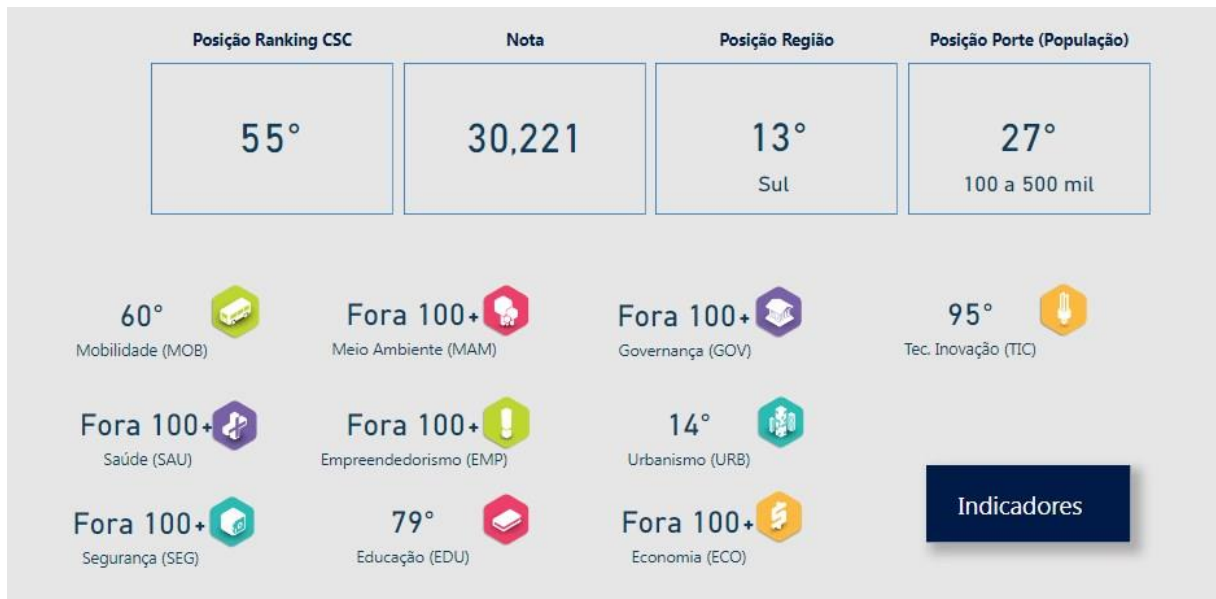 Posição Ranking CSC
Nota
Posição Região
Posição Porte (População)
55°
30,221
13°
Sul
27°
100 a 500 mil
60°
Mobilidade (MOB)
Fora 100+
Meio Ambiente (MAM)
Fora 100+
Governança (GOV)
95°
Tec. Inovação (TIC)
Fora 100+
Saúde (SAU)
Fora 100+
Empreendedorismo (EMP)
14°
Urbanismo (URB)
Indicadores
Fora 100+
Segurança (SEG)
79°
Educação (EDU)
Fora 100+
Economia (ECO)